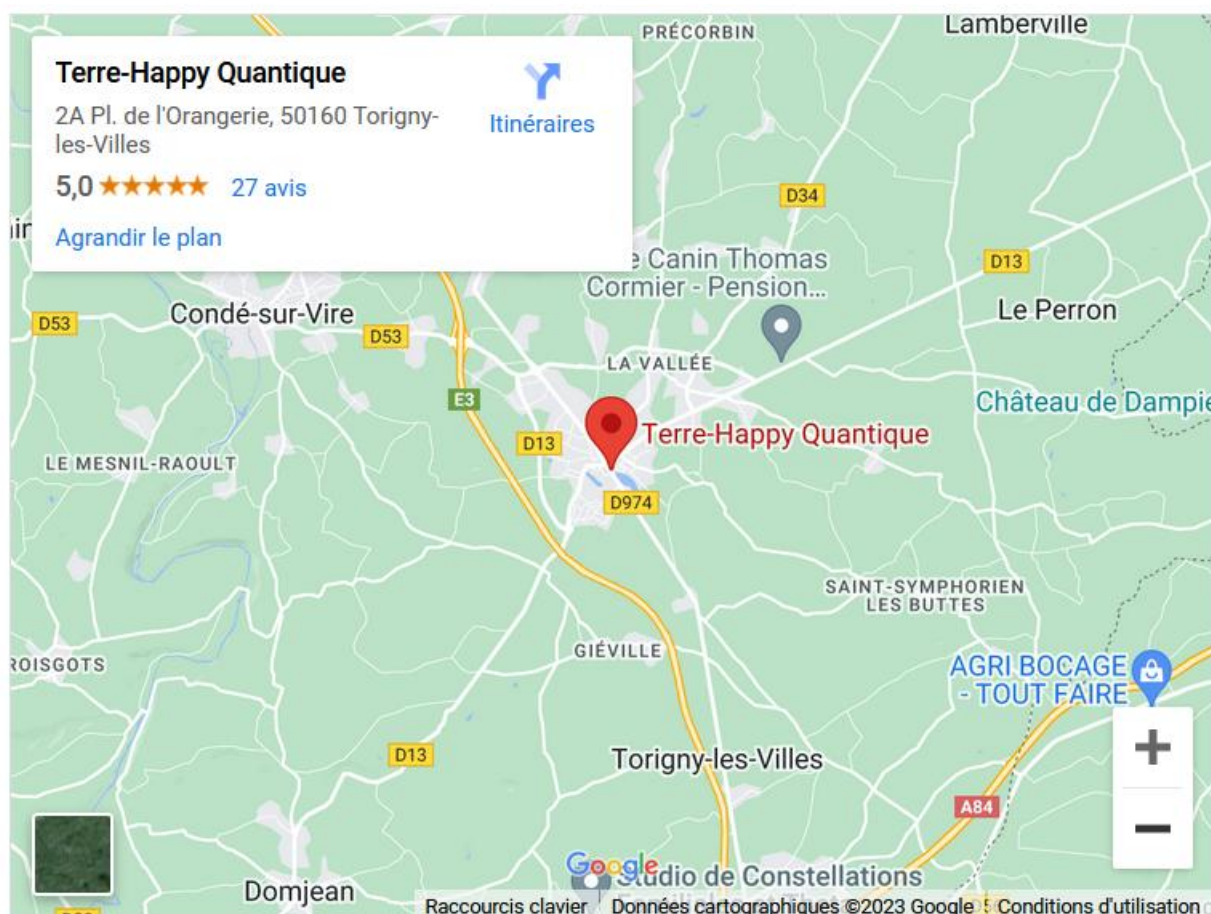 PRÉCORBIN
Lamberville
Terre-Happy Quantique
2A Pl. de l'Orangerie, 50160 Torigny-
les-Villes
Itinéraires
5,0
27 avis
Agrandir le plan
D34
Canin Thomas
Cormier - Pension...
D13
Condé-sur-Vire
Le Perron
D53
D53
LA VALLÉE
E3
Château de
Terre-Happy Quantique
D13
LE MESNIL-RAOULT
D974
SAINT-SYMPHORIEN
LES BUTTES
GIÉVILLE
ROISGOTS
AGRI BOCAGE
- TOUT FAIRE
D13
Torigny-les-Villes
A84
Google
Studio de Constellations
Domjean
Raccourcis clavier
Données cartographiques ©2023 Google
Conditions d'utilisation